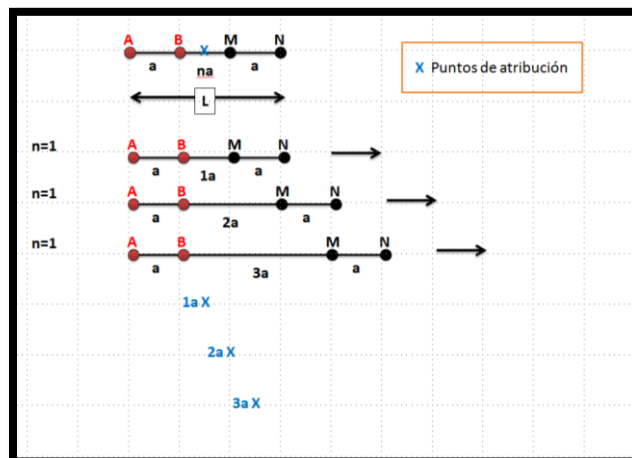 A B M N
a na a
L
X Puntos de atribución
n=1 A B M N
a 1a a
n=1 A B M N
a 2a a
n=1 A B M N
a 3a a
1a X
2a X
3a X